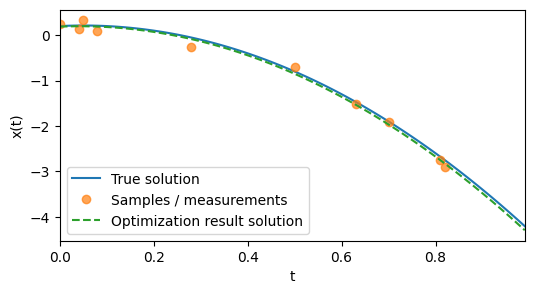 0
−1
−2
−3
−4
x(t)
True solution
Samples / measurements
Optimization result solution
0.0 0.2 0.4 0.6 0.8
t